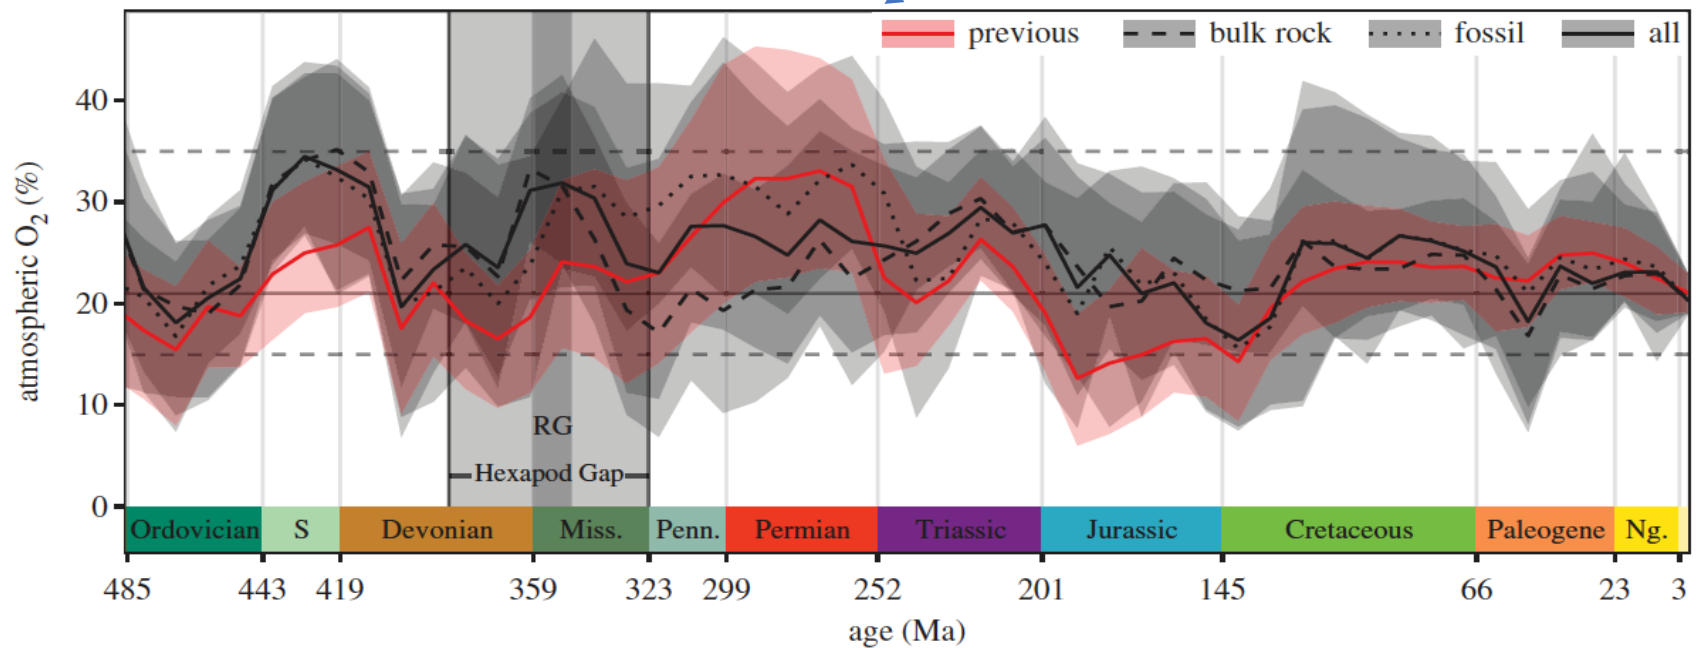 previous bulk rock fossil all
atmospheric O2 (%)
40
30
20
10
0
RG
Hexapod Gap
Ordovician S Devonian Miss. Penn. Permian Triassic Jurassic Cretaceous Paleogene Ng.
485 443 419 359 323 299 252 201 145 66 23 3
age (Ma)